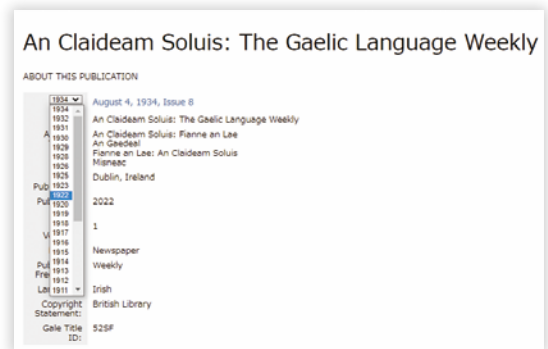 An Claideam Soluis: The Gaelic Language Weekly
ABOUT THIS PUBLICATION
1934 August 4, 1934, Issue 8
1934
1932 An Claideam Soluis: The Gaelic Language Weekly
1931
1930 An Claideam Soluis: Fianne an Lae
1929 An Gaedeal
1928 Fianne an Lae: An Claideam Soluis
1926 Misneac
1925 Dublin, Ireland
1923
1922
1920 2022
1919
1918 1
1917
1916
1915 Newspaper
1914
1913 Weekly
1912
1911 Irish
Copyright Statement: British Library
Gale Title ID: 52SF